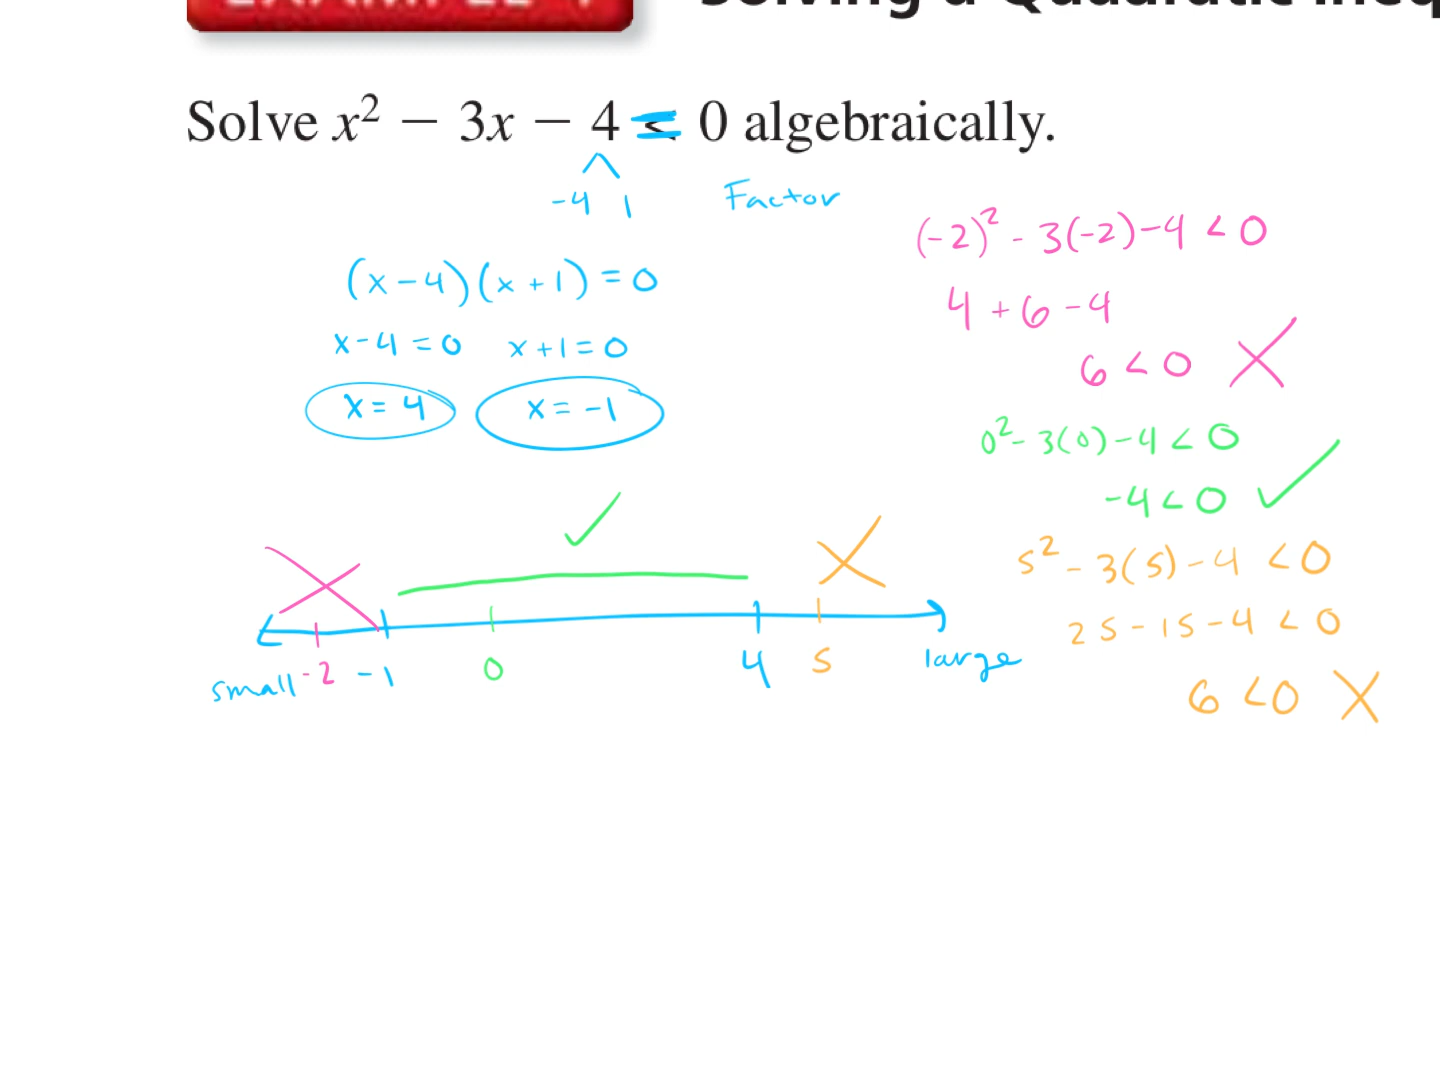 Solve x² − 3x − 4 = 0 algebraically.
-4 1
Factor
(x-4)(x+1)=0
x-4=0 x+1=0
x=4 x=-1
(-2)²-3(-2)-4<0
4+6-4
6<0 X
0²-3(0)-4<0
-4<0 ✓
5²-3(5)-4<0
25-15-4<0
6<0 X
X ✓ X
small -2 -1 0 4 5 large